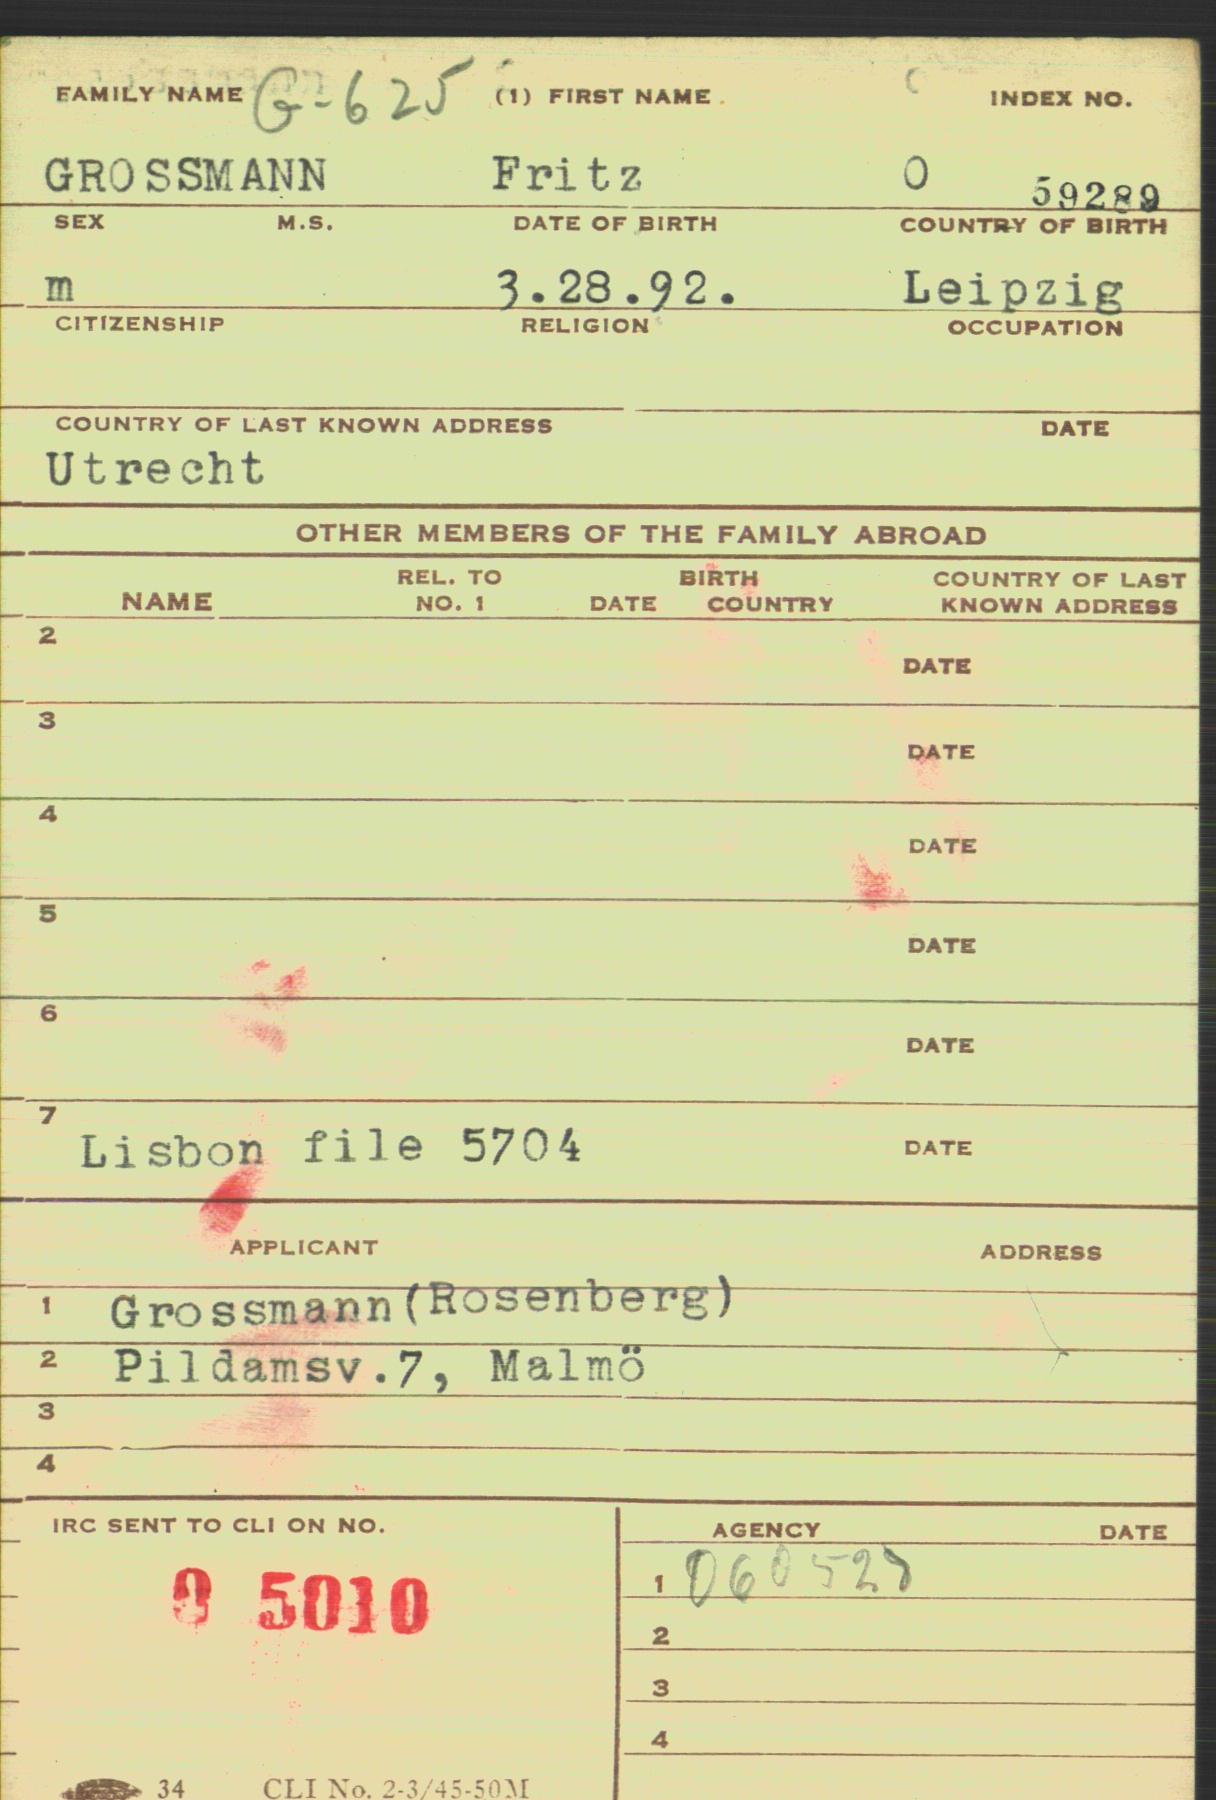 FAMILY NAME G-625 (1) FIRST NAME INDEX NO.
GROSSMANN Fritz O 59289
SEX M.S. DATE OF BIRTH COUNTRY OF BIRTH
m 3.28.92. Leipzig
CITIZENSHIP RELIGION OCCUPATION
COUNTRY OF LAST KNOWN ADDRESS DATE
Utrecht
OTHER MEMBERS OF THE FAMILY ABROAD
NAME REL. TO NO. 1 BIRTH DATE COUNTRY COUNTRY OF LAST KNOWN ADDRESS
2 DATE
3 DATE
4 DATE
5 DATE
6 DATE
7 Lisbon file 5704 DATE
APPLICANT ADDRESS
1 Grossmann(Rosenberg)
2 Pildamsv.7, Malmö
3
4
IRC SENT TO CLI ON NO. AGENCY DATE
5010
1
2
3
4
34 CLI No. 2-3/45-50M